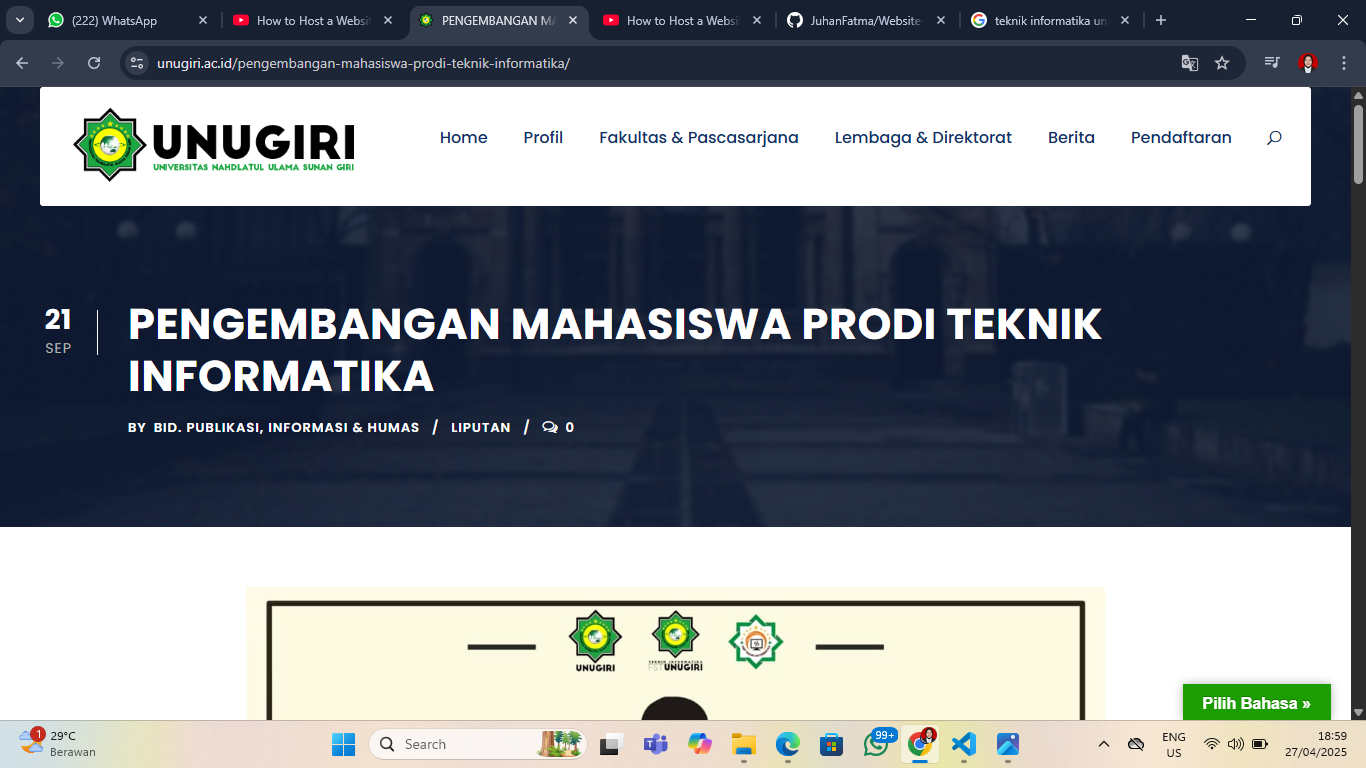 (222) WhatsApp
How to Host a Websit
PENGEMBANGAN MA
How to Host a Websit
JuhanFatma/Website-
teknik informatika un
unugiri.ac.id/pengembangan-mahasiswa-prodi-teknik-informatika/
UNUGIRI
UNIVERSITAS NAHDLATUL ULAMA SUNAN GIRI
Home
Profil
Fakultas & Pascasarjana
Lembaga & Direktorat
Berita
Pendaftaran
21
SEP
PENGEMBANGAN MAHASISWA PRODI TEKNIK
INFORMATIKA
BY BID. PUBLIKASI, INFORMASI & HUMAS / LIPUTAN / 0
UNUGIRI
TEKNIK INFORMATIKA
FST UNUGIRI
Pilih Bahasa »
1
29°C
Berawan
Search
99+
ENG
US
18:59
27/04/2025